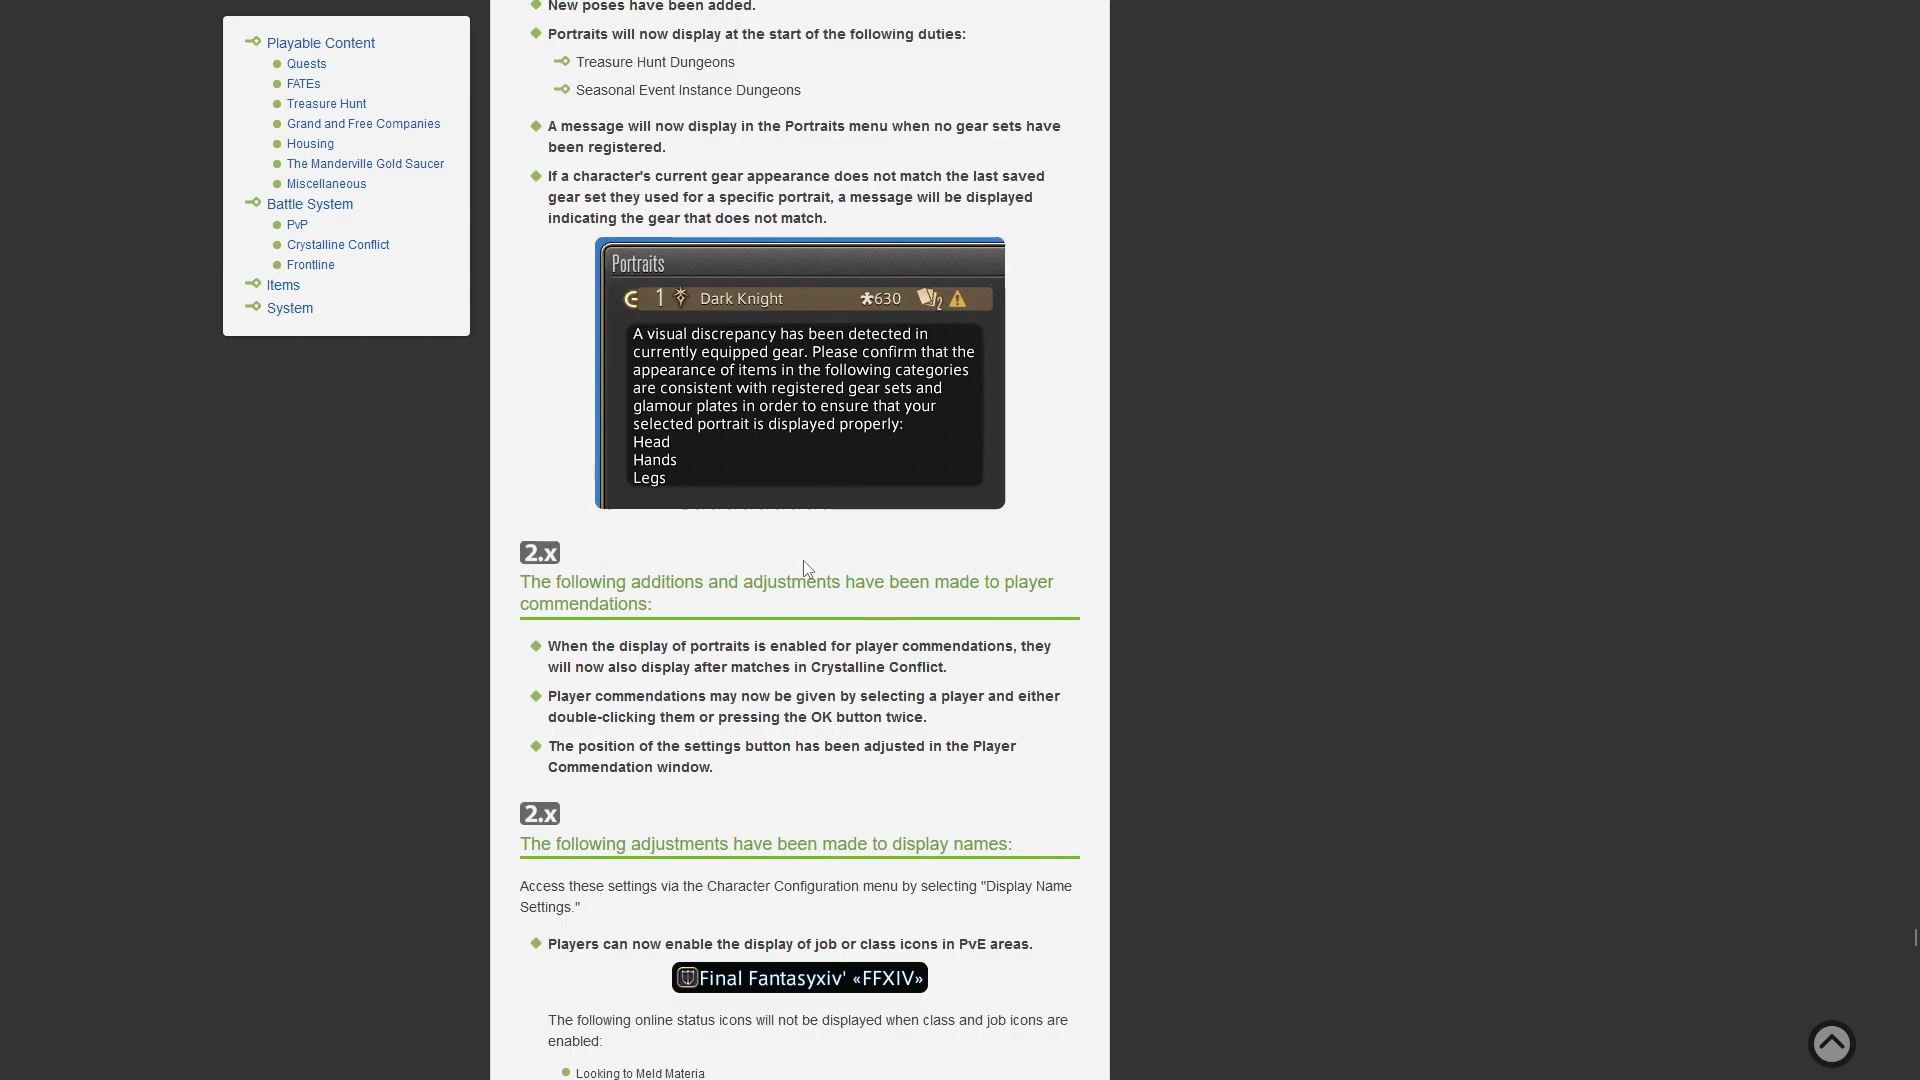 Playable Content
Quests
FATEs
Treasure Hunt
Grand and Free Companies
Housing
The Manderville Gold Saucer
Miscellaneous
Battle System
PvP
Crystalline Conflict
Frontline
Items
System
New poses have been added.
Portraits will now display at the start of the following duties:
Treasure Hunt Dungeons
Seasonal Event Instance Dungeons
A message will now display in the Portraits menu when no gear sets have
been registered.
If a character's current gear appearance does not match the last saved
gear set they used for a specific portrait, a message will be displayed
indicating the gear that does not match.
Portraits
1 Dark Knight 630 2
A visual discrepancy has been detected in
currently equipped gear. Please confirm that the
appearance of items in the following categories
are consistent with registered gear sets and
glamour plates in order to ensure that your
selected portrait is displayed properly:
Head
Hands
Legs
2.x
The following additions and adjustments have been made to player
commendations:
When the display of portraits is enabled for player commendations, they
will now also display after matches in Crystalline Conflict.
Player commendations may now be given by selecting a player and either
double-clicking them or pressing the OK button twice.
The position of the settings button has been adjusted in the Player
Commendation window.
2.x
The following adjustments have been made to display names:
Access these settings via the Character Configuration menu by selecting "Display Name
Settings."
Players can now enable the display of job or class icons in PvE areas.
Final Fantasyxiv' «FFXIV»
The following online status icons will not be displayed when class and job icons are
enabled:
Looking to Meld Materia